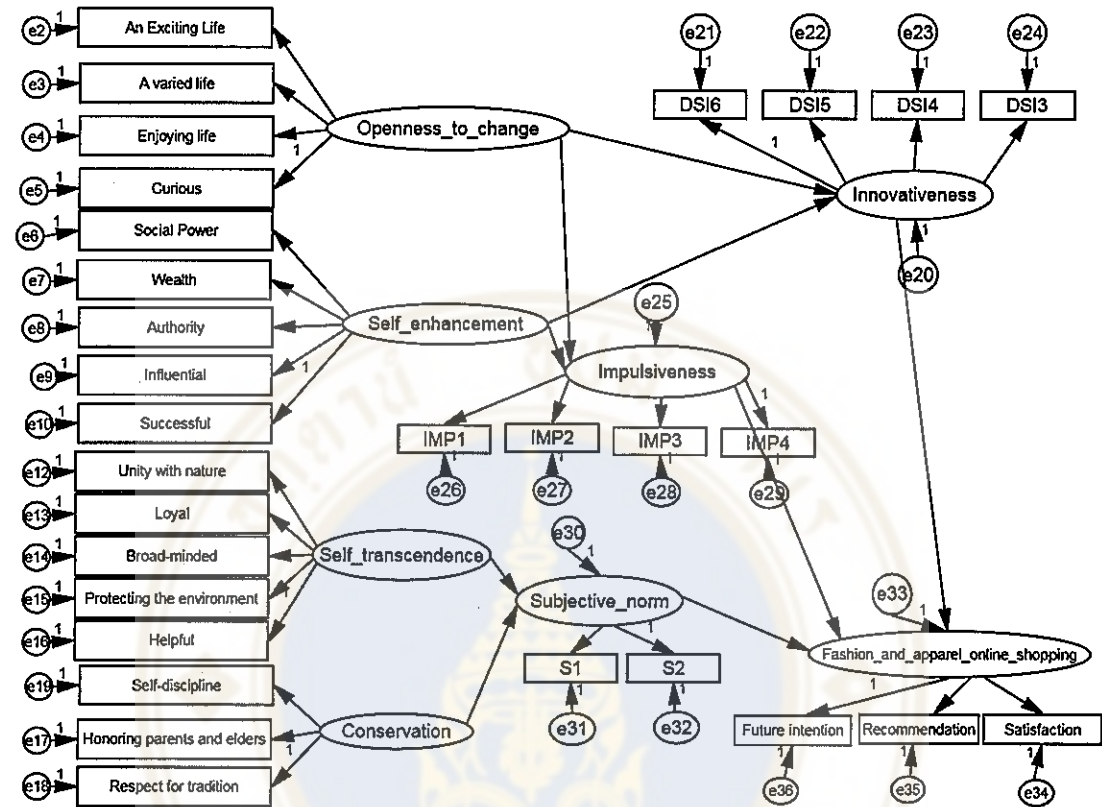 e2 1 An Exciting Life
e3 1 A varied life
e4 1 Enjoying life
e5 1 Curious
e6 1 Social Power
e7 1 Wealth
e8 1 Authority
e9 1 Influential
e10 1 Successful
e12 1 Unity with nature
e13 1 Loyal
e14 1 Broad-minded
e15 1 Protecting the environment
e16 1 Helpful
e19 1 Self-discipline
e17 1 Honoring parents and elders
e18 1 Respect for tradition
Openness_to_change
1
Self_enhancement
1
Self_transcendence
1
Conservation
1
e21 e22 e23 e24
1 1 1 1
DSI6 DSI5 DSI4 DSI3
1
Innovativeness
1
e20
e25
1
Impulsiveness
1
IMP1 IMP2 IMP3 IMP4
1 1 1 1
e26 e27 e28 e29
e30
1
Subjective_norm
1
S1 S2
1 1
e31 e32
e33
1
Fashion_and_apparel_online_shopping
1
Future intention Recommendation Satisfaction
1 1 1
e36 e35 e34